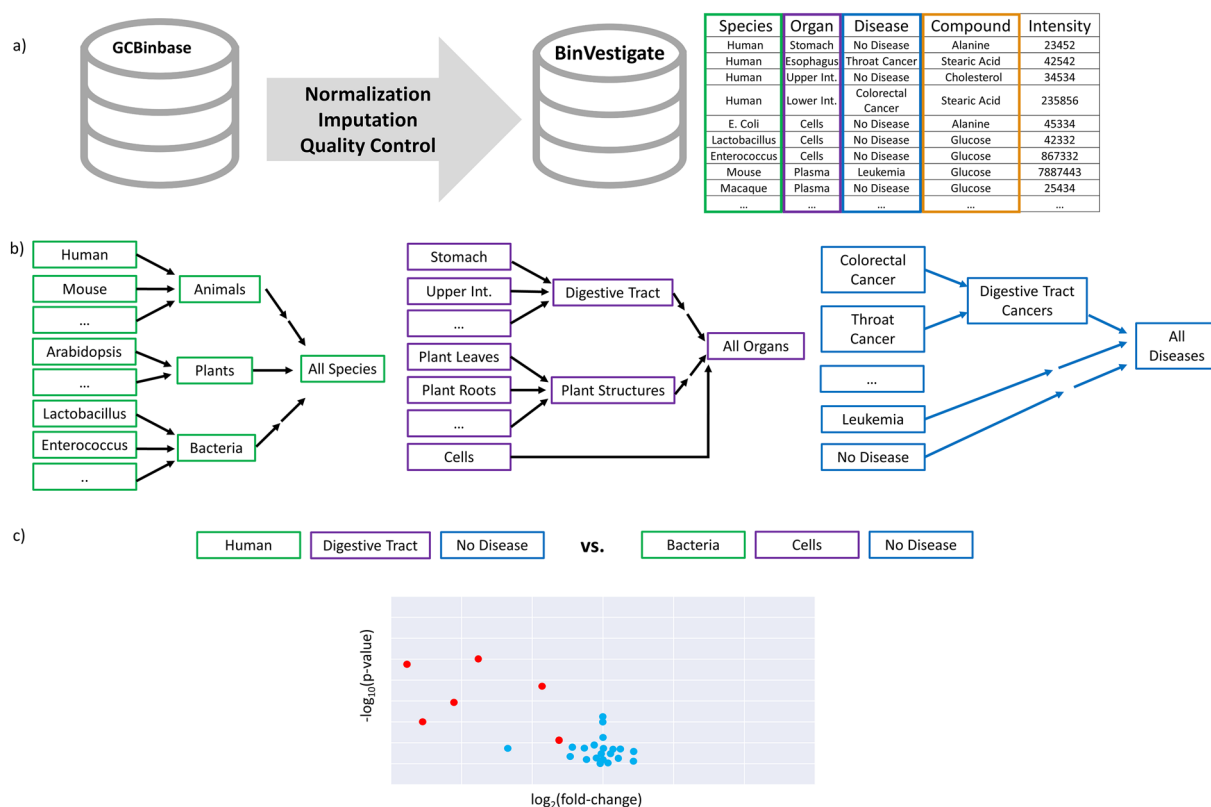 a)
GCBinbase
Normalization
Imputation
Quality Control
BinVestigate
Species Organ Disease Compound Intensity
Human Stomach No Disease Alanine 23452
Human Esophagus Throat Cancer Stearic Acid 42542
Human Upper Int. No Disease Cholesterol 34534
Human Lower Int. Colorectal Cancer Stearic Acid 235856
E. Coli Cells No Disease Alanine 45334
Lactobacillus Cells No Disease Glucose 42332
Enterococcus Cells No Disease Glucose 867332
Mouse Plasma Leukemia Glucose 7887443
Macaque Plasma No Disease Glucose 25434
... ... ... ... ...
b)
Human
Mouse
...
Animals
Arabidopsis
...
Plants
Lactobacillus
Enterococcus
..
Bacteria
All Species
Stomach
Upper Int.
...
Digestive Tract
Plant Leaves
Plant Roots
...
Plant Structures
Cells
All Organs
Colorectal
Cancer
Throat
Cancer
...
Digestive Tract
Cancers
Leukemia
No Disease
All
Diseases
c)
Human Digestive Tract No Disease vs. Bacteria Cells No Disease
-log10(p-value)
log2(fold-change)